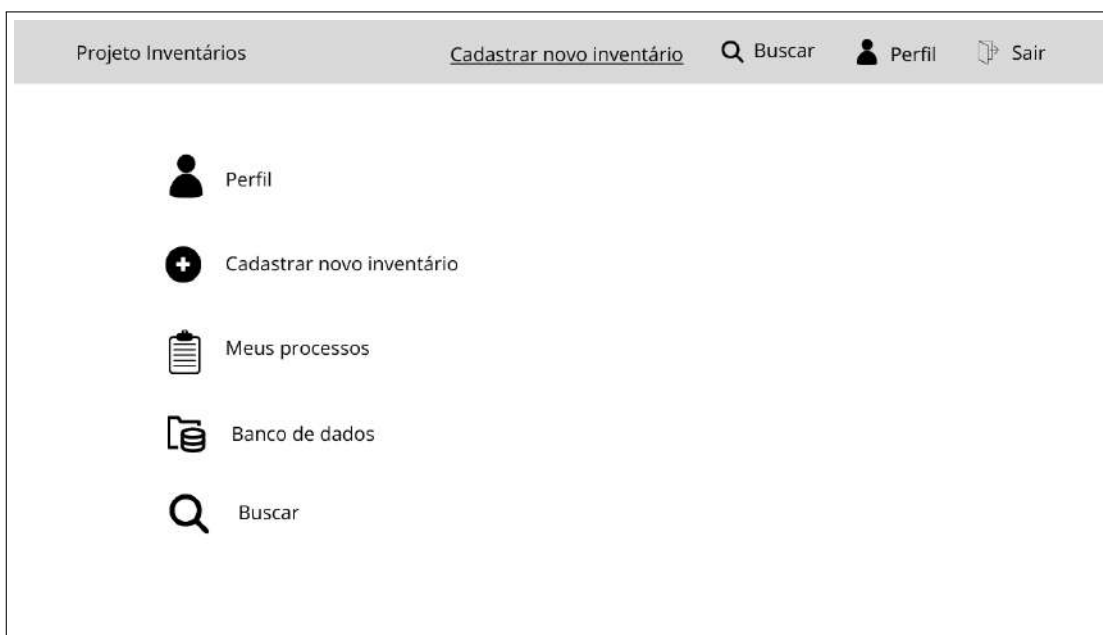 Projeto Inventários Cadastrar novo inventário Buscar Perfil Sair
Perfil
Cadastrar novo inventário
Meus processos
Banco de dados
Buscar